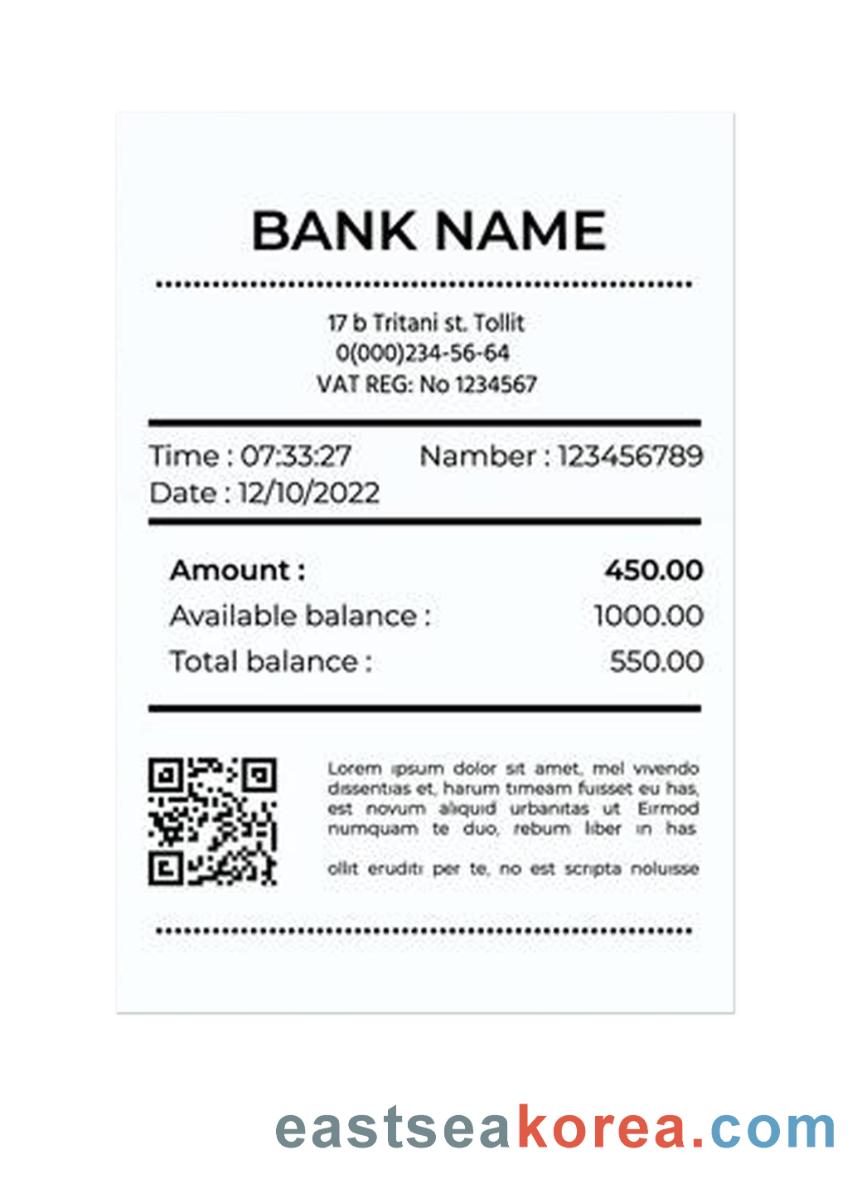 BANK NAME
17 b Tritani st. Tollit
0(000)234-56-64
VAT REG: No 1234567
Time : 07:33:27 Namber : 123456789
Date : 12/10/2022
Amount : 450.00
Available balance : 1000.00
Total balance : 550.00
Lorem ipsum dolor sit amet, mel vivendo
dissentias et, harum timeam fuisset eu has,
est novum aliquid urbanitas ut Eirmod
numquam te duo, rebum liber in has
ollit eruditi per te, no est scripta noluisse
eastseakorea.com